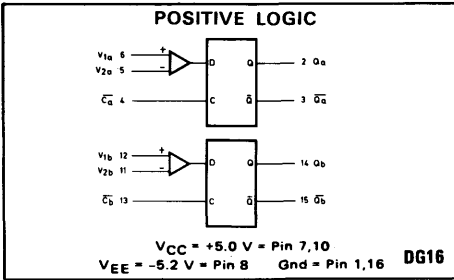 POSITIVE LOGIC
V1a 6 + D Q 2 Qa
V2a 5 −
C̅a̅ 4 C Q̅ 3 Q̅a̅
V1b 12 + D Q 14 Qb
V2b 11 −
C̅b̅ 13 C Q̅ 15 Q̅b̅
VCC = +5.0 V = Pin 7,10
VEE = -5.2 V = Pin 8 Gnd = Pin 1,16 DG16